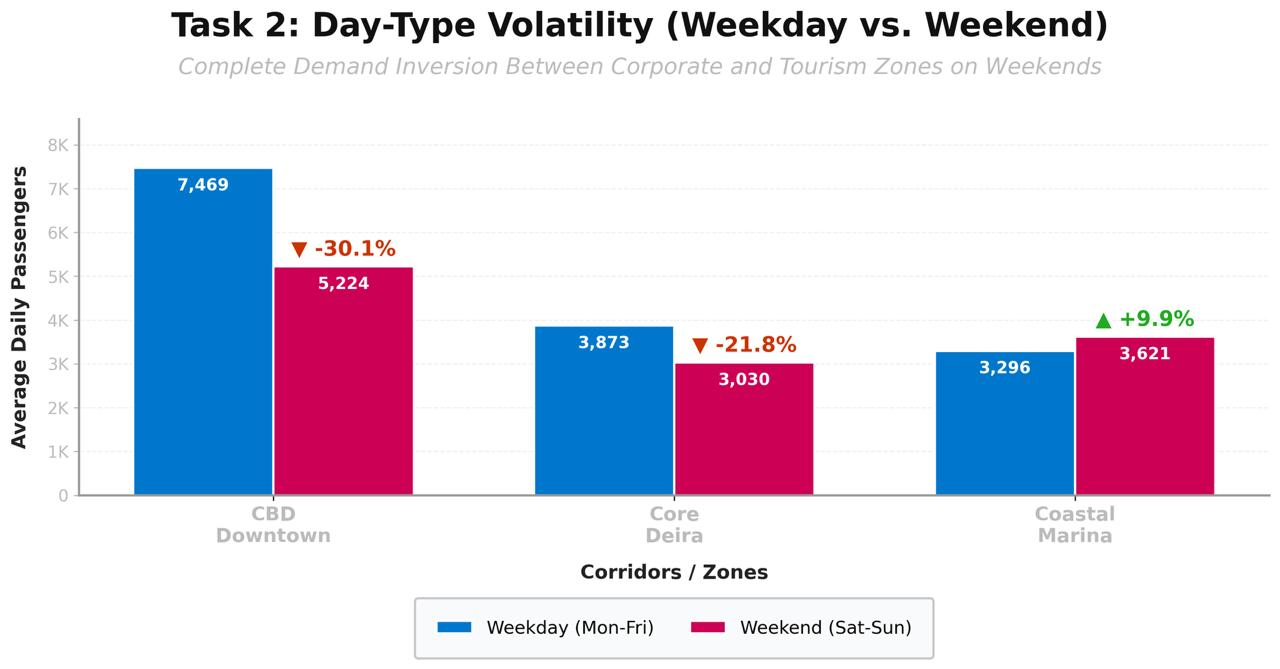 Task 2: Day-Type Volatility (Weekday vs. Weekend)
Complete Demand Inversion Between Corporate and Tourism Zones on Weekends
Average Daily Passengers
8K
7K
6K
5K
4K
3K
2K
1K
0
7,469
▼ -30.1%
5,224
3,873
▼ -21.8%
3,030
3,296
▲ +9.9%
3,621
CBD
Downtown
Core
Deira
Coastal
Marina
Corridors / Zones
Weekday (Mon-Fri)
Weekend (Sat-Sun)